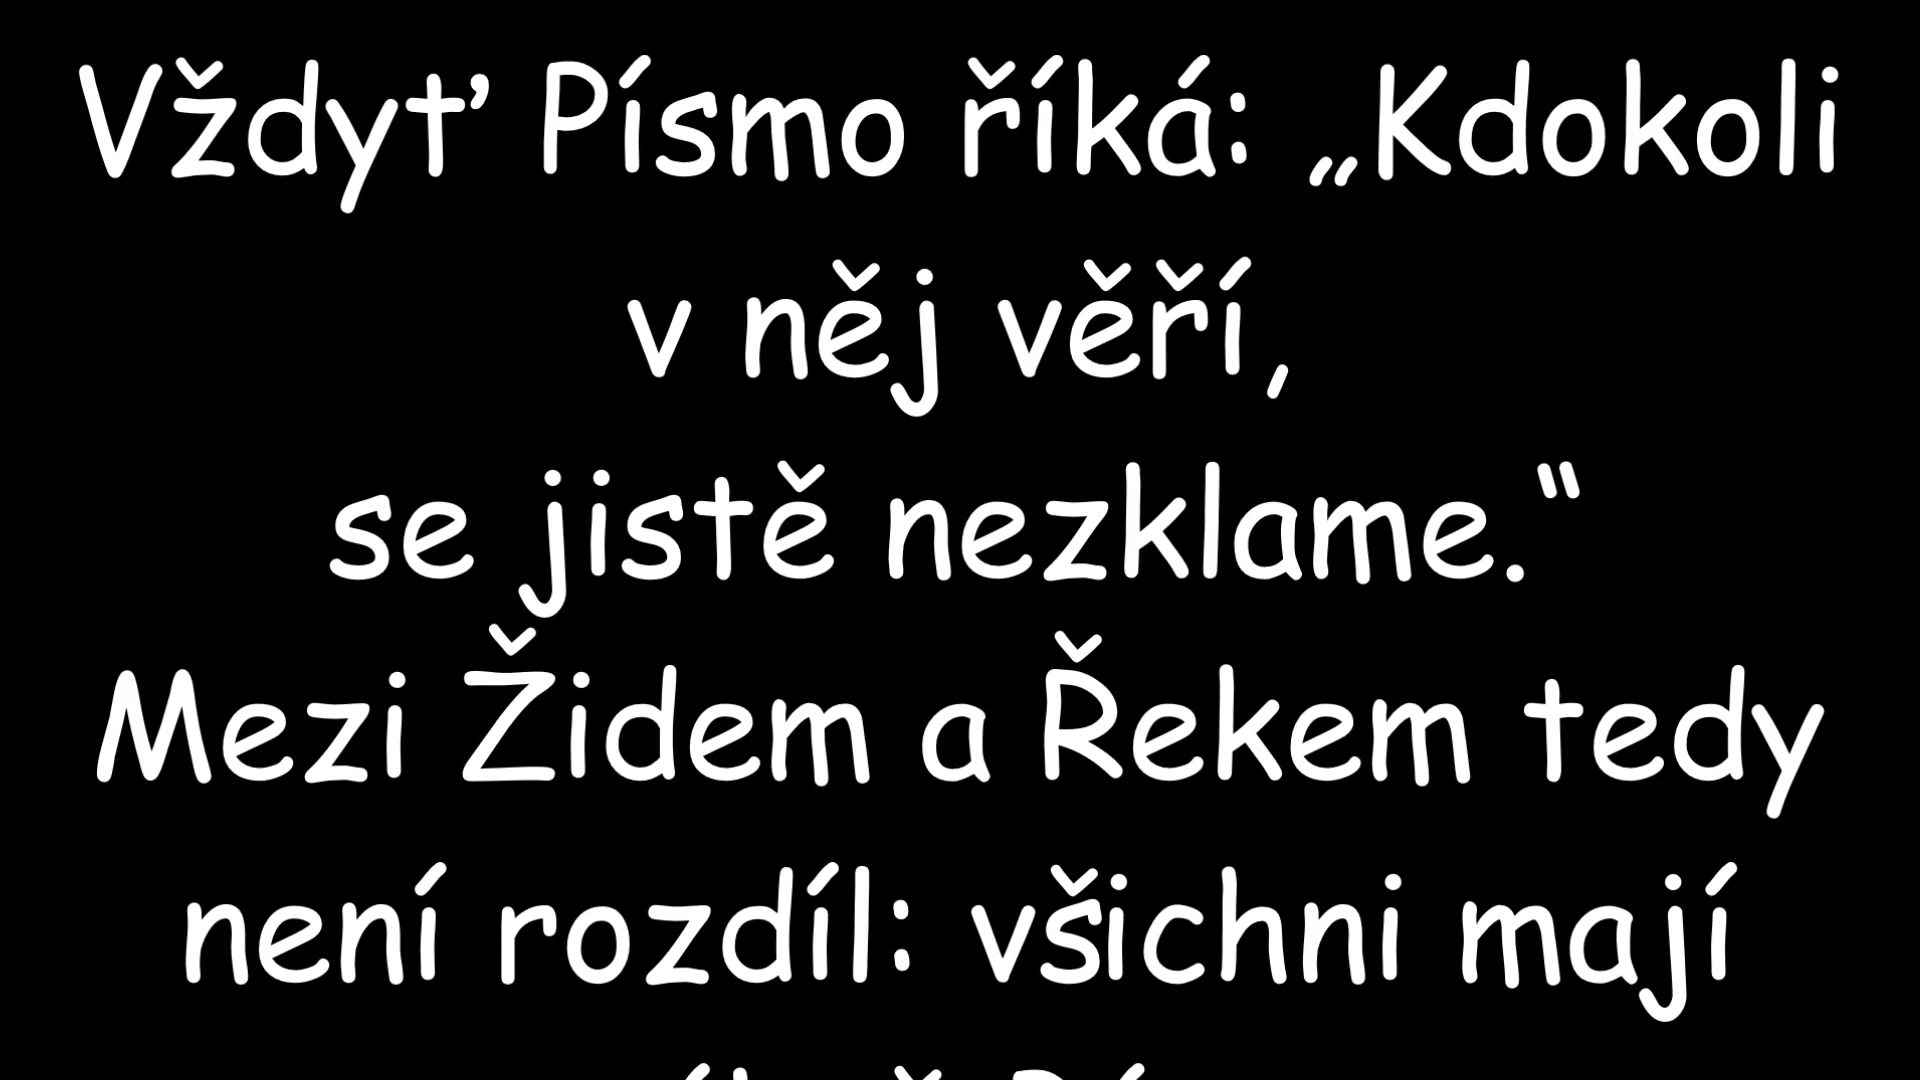 Vždyť Písmo říká: „Kdokoli
v něj věří,
se jistě nezklame.“
Mezi Židem a Řekem tedy
není rozdíl: všichni mají